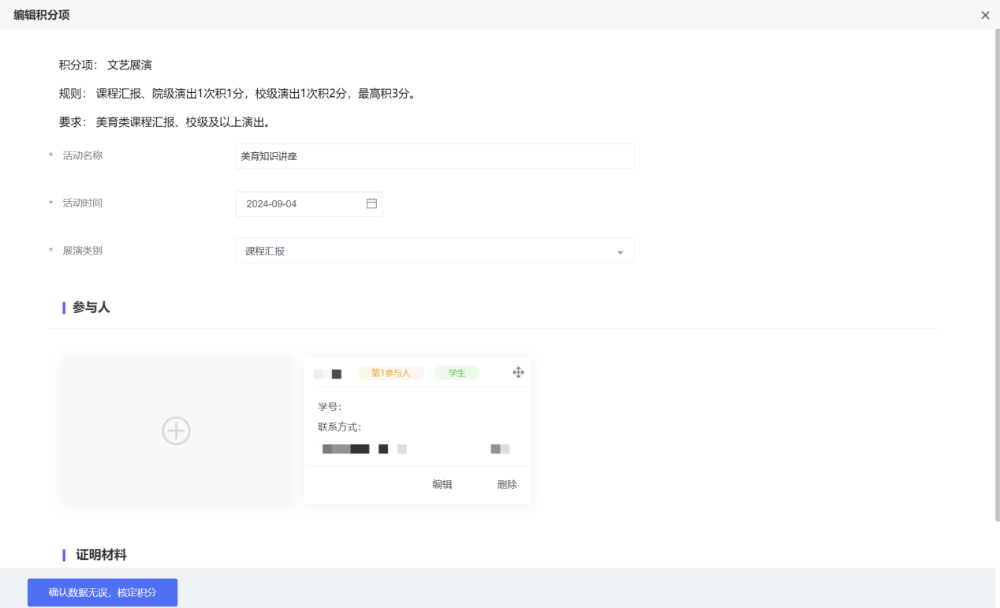 编辑积分项
积分项： 文艺展演
规则： 课程汇报、院级演出1次积1分，校级演出1次积2分，最高积3分。
要求： 美育类课程汇报、校级及以上演出。
* 活动名称 美育知识讲座
* 活动时间 2024-09-04
* 展演类别 课程汇报
参与人
第1参与人 学生
学号：
联系方式：
编辑 删除
证明材料
确认数据无误，核定积分